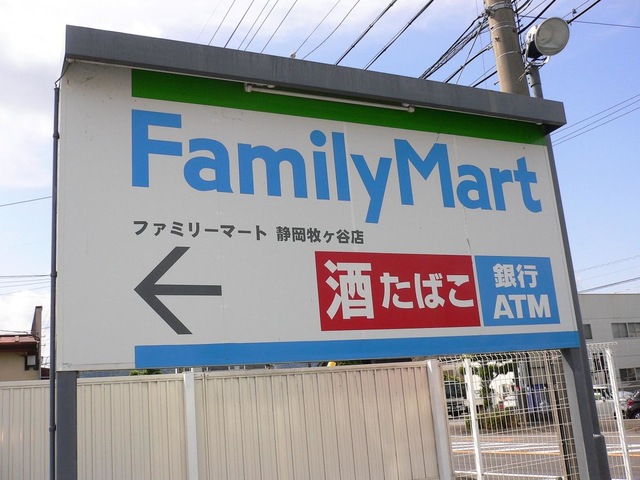 FamilyMart
ファミリーマート 静岡牧ヶ谷店
酒たばこ
銀行
ATM